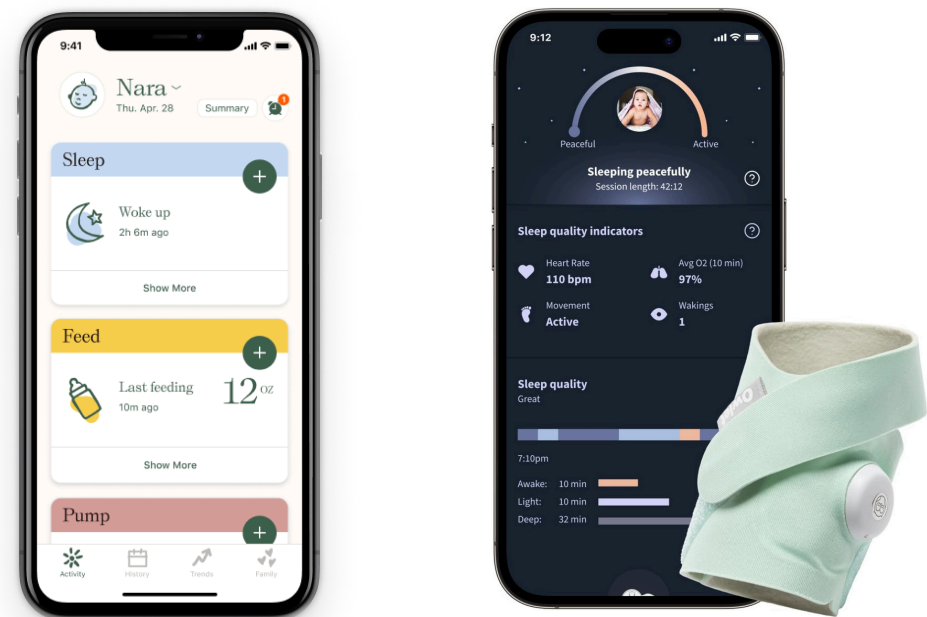 9:41
Nara
Thu. Apr. 28
Summary
1
Sleep
Woke up
2h 6m ago
Show More
Feed
Last feeding
10m ago
12 oz
Show More
Pump
Activity
History
Trends
Family
9:12
Peaceful
Active
Sleeping peacefully
Session length: 42:12
?
Sleep quality indicators
?
Heart Rate
110 bpm
Avg O2 (10 min)
97%
Movement
Active
Wakings
1
Sleep quality
Great
7:10pm
Awake: 10 min
Light: 10 min
Deep: 32 min